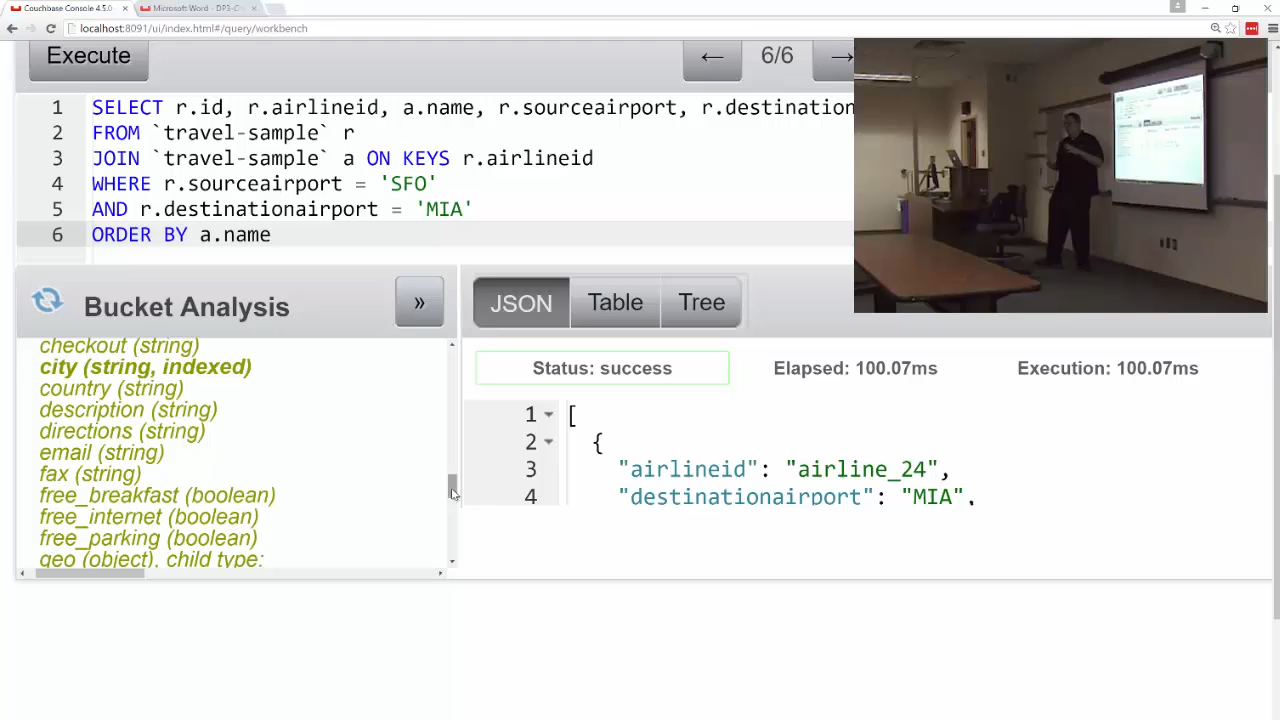 Couchbase Console 4.5.0-
Microsoft Word - DP3-C
localhost:8091/ui/index.html#/query/workbench
Execute
← 6/6 →
1 SELECT r.id, r.airlineid, a.name, r.sourceairport, r.destination
2 FROM `travel-sample` r
3 JOIN `travel-sample` a ON KEYS r.airlineid
4 WHERE r.sourceairport = 'SFO'
5 AND r.destinationairport = 'MIA'
6 ORDER BY a.name
Bucket Analysis »
JSON Table Tree
checkout (string)
city (string, indexed)
country (string)
description (string)
directions (string)
email (string)
fax (string)
free_breakfast (boolean)
free_internet (boolean)
free_parking (boolean)
geo (object), child type:
Status: success Elapsed: 100.07ms Execution: 100.07ms
1 [
2 {
3 "airlineid": "airline_24",
4 "destinationairport": "MIA",